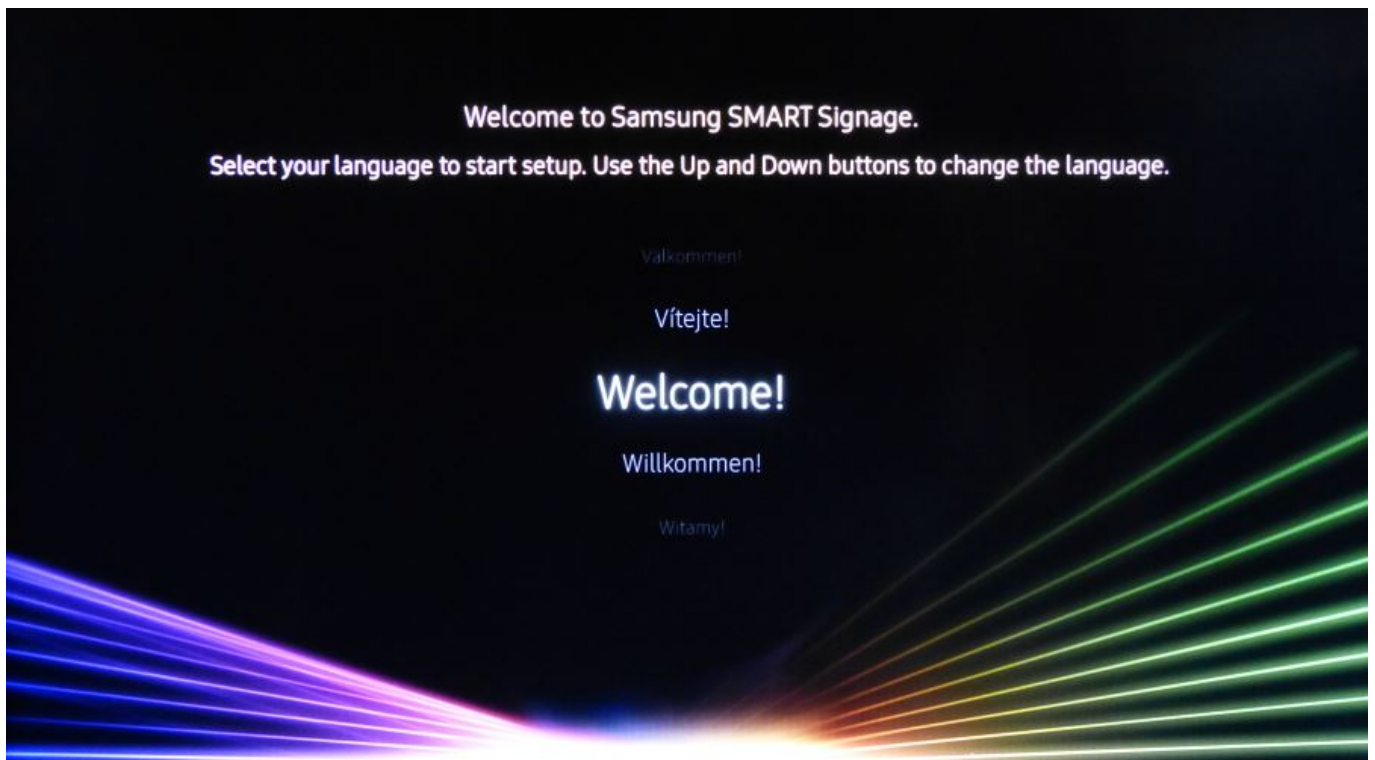 Welcome to Samsung SMART Signage.
Select your language to start setup. Use the Up and Down buttons to change the language.
Välkommen!
Vítejte!
Welcome!
Willkommen!
Witamy!